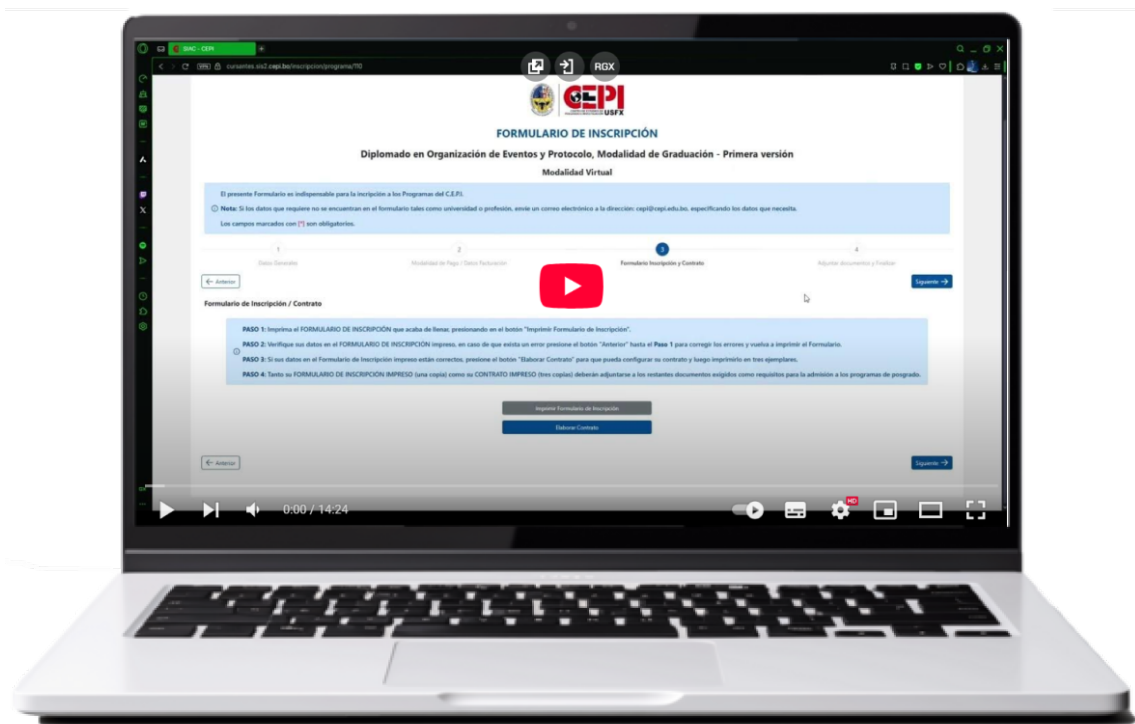 SIIC - CEPI
VPN cursantes.sis2.cepi.bo/inscripcion/programa/110
RGX
CEPI
USFX
FORMULARIO DE INSCRIPCIÓN
Diplomado en Organización de Eventos y Protocolo, Modalidad de Graduación - Primera versión
Modalidad Virtual
El presente Formulario es indispensable para la incripción a los Programas del C.E.P.I.
Nota: Si los datos que requiere no se encuentran en el formulario tales como universidad o profesión, envíe un correo electrónico a la dirección: cepi@cepi.edu.bo, especificando los datos que necesita.
Los campos marcados con (*) son obligatorios.
1 2 3 4
Datos Generales Modalidad de Pago / Datos Facturación Formulario Inscripción y Contrato Adjuntar documentos y Finalizar
← Anterior Siguiente →
Formulario de Inscripción / Contrato
PASO 1: Imprima el FORMULARIO DE INSCRIPCIÓN que acaba de llenar, presionando en el botón "Imprimir Formulario de Inscripción".
PASO 2: Verifique sus datos en el FORMULARIO DE INSCRIPCIÓN impreso, en caso de que exista un error presione el botón "Anterior" hasta el Paso 1 para corregir los errores y vuelva a imprimir el Formulario.
PASO 3: Si sus datos en el Formulario de Inscripción impreso están correctos, presione el botón "Elaborar Contrato" para que pueda configurar su contrato y luego imprimirlo en tres ejemplares.
PASO 4: Tanto su FORMULARIO DE INSCRIPCIÓN IMPRESO (una copia) como su CONTRATO IMPRESO (tres copias) deberán adjuntarse a los restantes documentos exigidos como requisitos para la admisión a los programas de posgrado.
Imprimir Formulario de Inscripción
Elaborar Contrato
← Anterior Siguiente →
0:00 / 14:24
HD